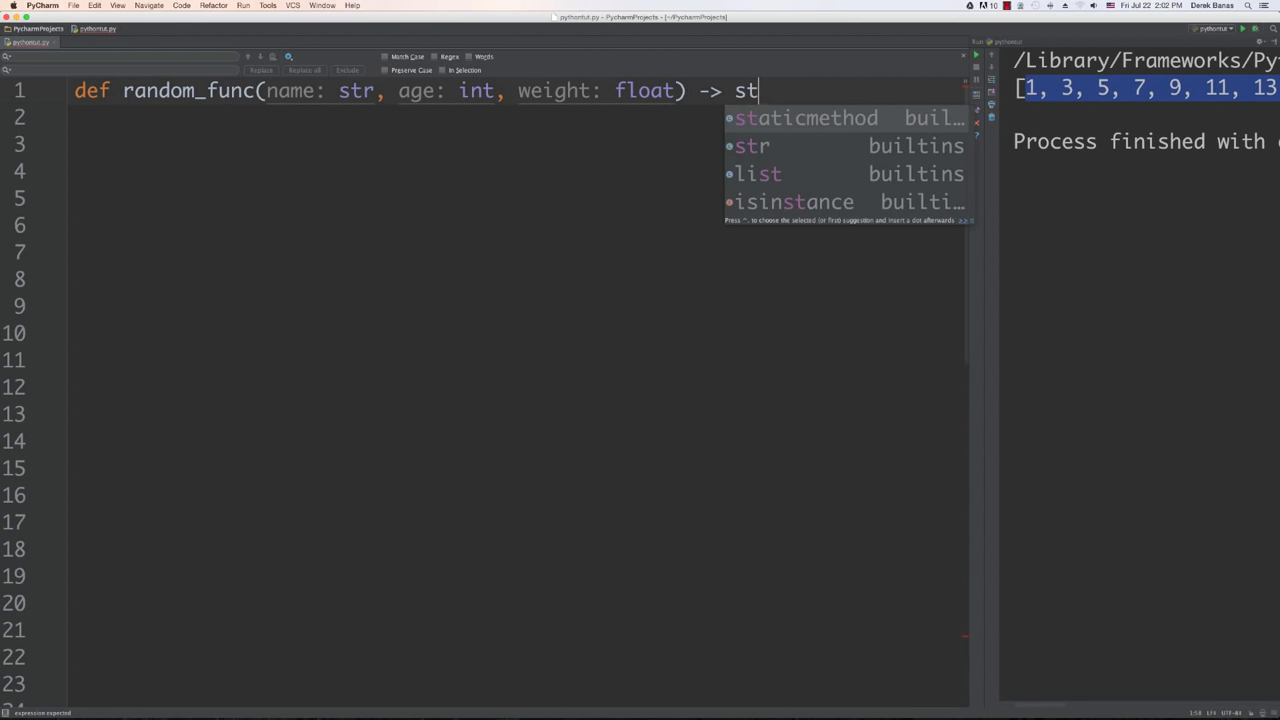 PyCharm File Edit View Navigate Code Refactor Run Tools VCS Window Help 10 Fri Jul 22 2:02 PM Derek Banas
pythontut.py - PycharmProjects - [~/PycharmProjects]
PycharmProjects pythontut.py pythontut
pythontut.py Run pythontut
Match Case Regex Words
Replace Replace all Exclude Preserve Case In Selection
/Library/Frameworks/Py
[1, 3, 5, 7, 9, 11, 13
Process finished with
1 def random_func(name: str, age: int, weight: float) -> st
staticmethod buil…
str builtins
list builtins
isinstance builti…
Press ^. to choose the selected (or first) suggestion and insert a dot afterwards >>
2
3
4
5
6
7
8
9
10
11
12
13
14
15
16
17
18
19
20
21
22
23
expression expected 1:58 LF÷ UTF-8÷